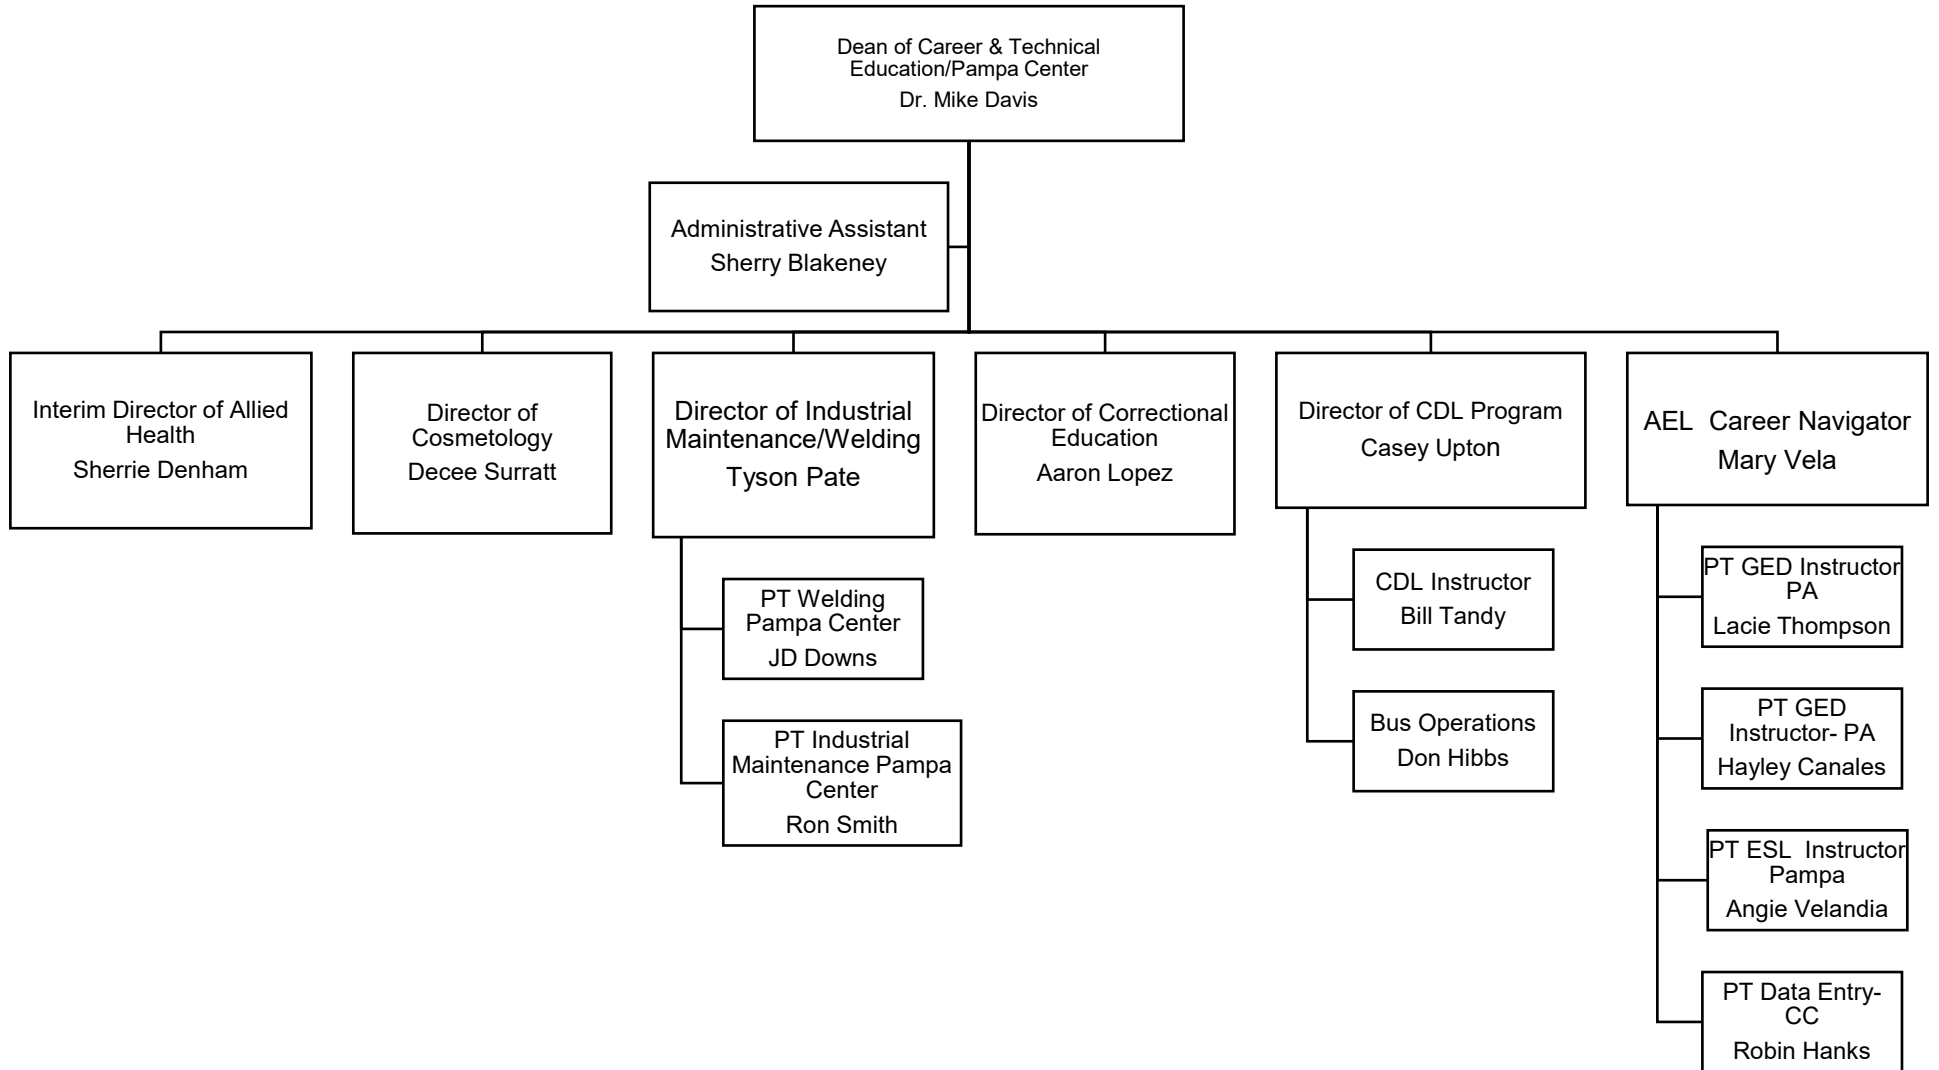 Dean of Career & Technical
Education/Pampa Center
Dr. Mike Davis
Administrative Assistant
Sherry Blakeney
Interim Director of Allied
Health
Sherrie Denham
Director of
Cosmetology
Decee Surratt
Director of Industrial
Maintenance/Welding
Tyson Pate
Director of Correctional
Education
Aaron Lopez
Director of CDL Program
Casey Upton
AEL  Career Navigator
Mary Vela
PT Welding
Pampa Center
JD Downs
PT Industrial
Maintenance Pampa
Center
Ron Smith
CDL Instructor
Bill Tandy
Bus Operations
Don Hibbs
PT GED Instructor
PA
Lacie Thompson
PT GED
Instructor- PA
Hayley Canales
PT ESL  Instructor
Pampa
Angie Velandia
PT Data Entry-
CC
Robin Hanks